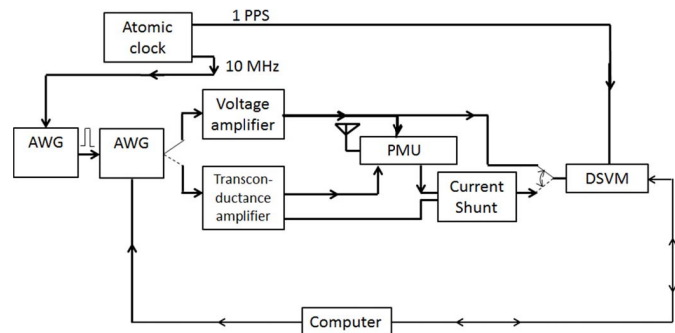 1 PPS
Atomic
clock
10 MHz
AWG
AWG
Voltage
amplifier
PMU
Transcon-
ductance
amplifier
Current
Shunt
DSVM
Computer